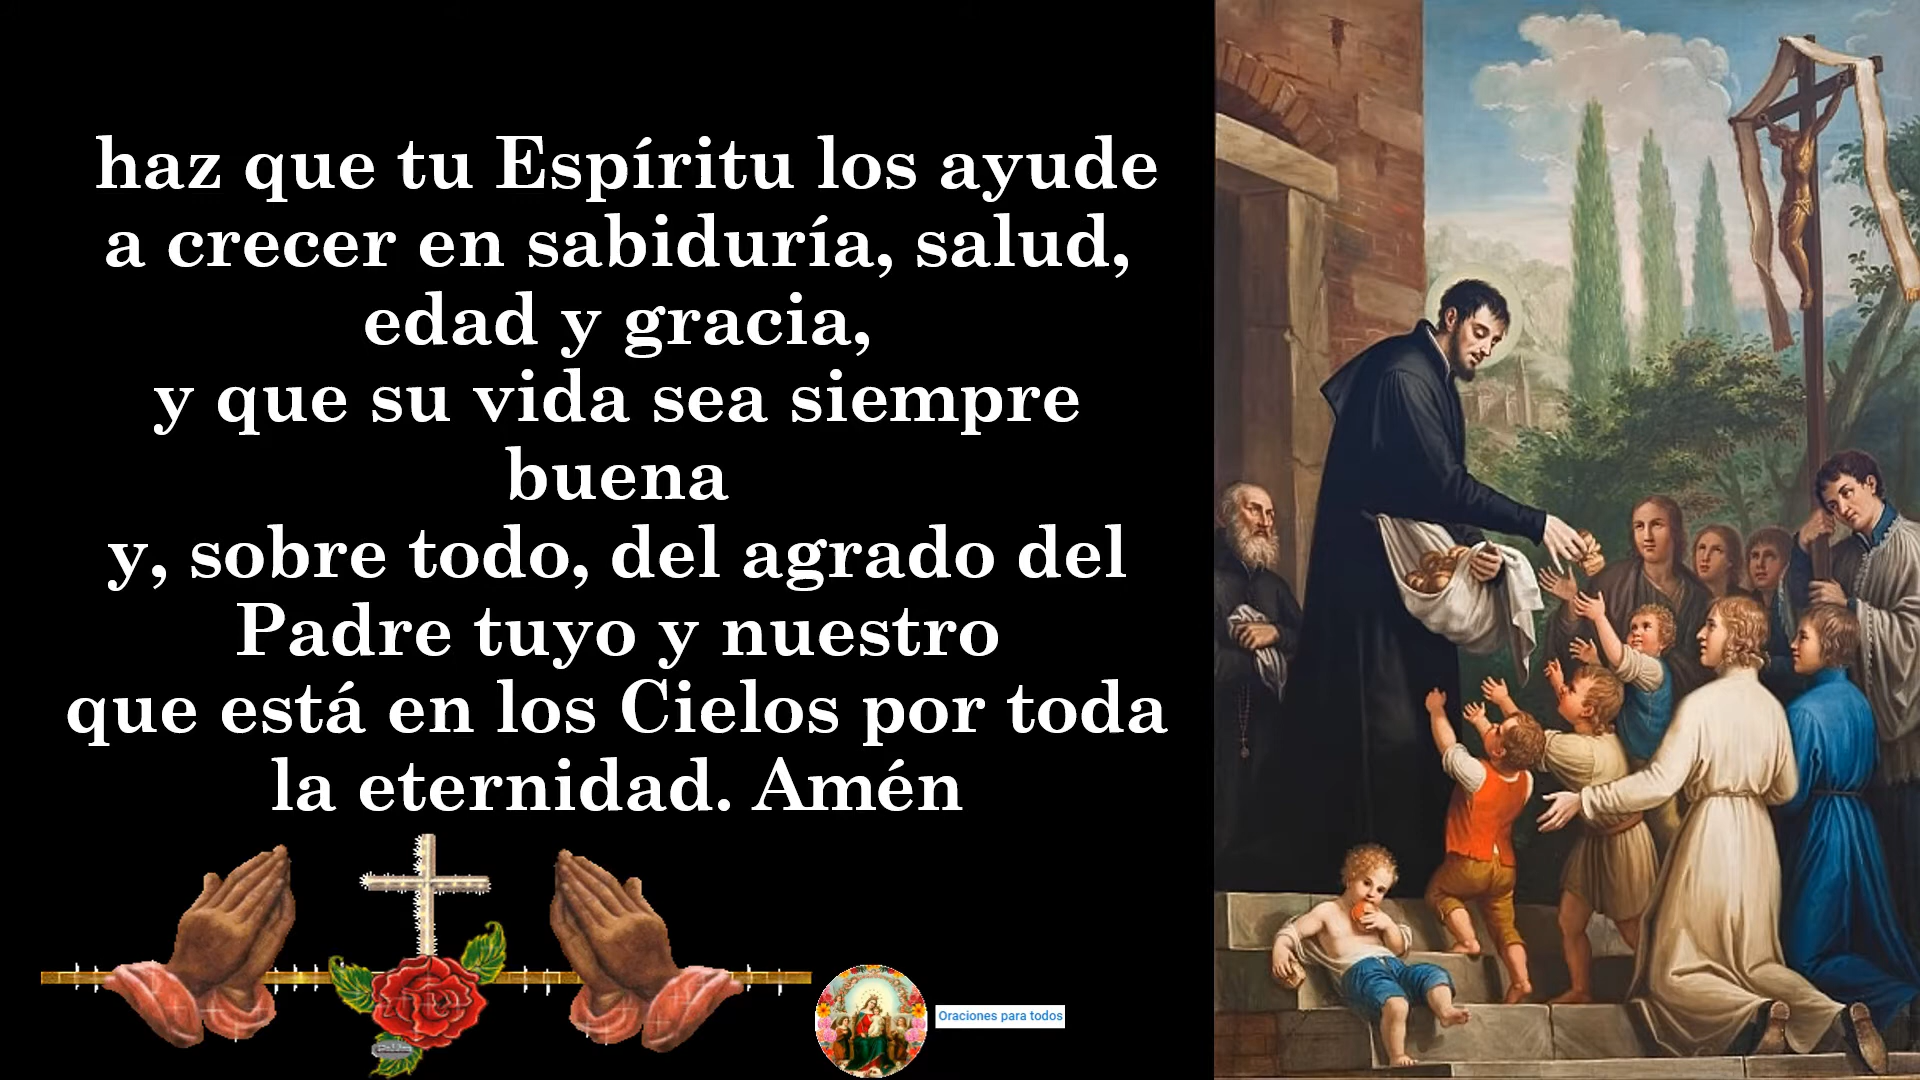 haz que tu Espíritu los ayude
a crecer en sabiduría, salud,
edad y gracia,
y que su vida sea siempre
buena
y, sobre todo, del agrado del
Padre tuyo y nuestro
que está en los Cielos por toda
la eternidad. Amén
Oraciones para todos